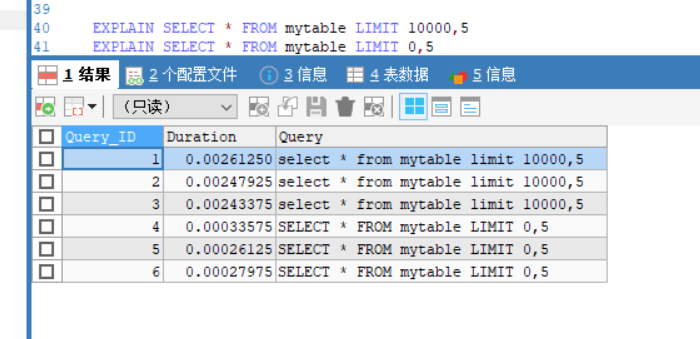 39
40 EXPLAIN SELECT * FROM mytable LIMIT 10000,5
41 EXPLAIN SELECT * FROM mytable LIMIT 0,5
1 结果 2 个配置文件 3 信息 4 表数据 5 信息
(只读)
Query_ID Duration Query
1 0.00261250 select * from mytable limit 10000,5
2 0.00247925 select * from mytable limit 10000,5
3 0.00243375 select * from mytable limit 10000,5
4 0.00033575 SELECT * FROM mytable LIMIT 0,5
5 0.00026125 SELECT * FROM mytable LIMIT 0,5
6 0.00027975 SELECT * FROM mytable LIMIT 0,5